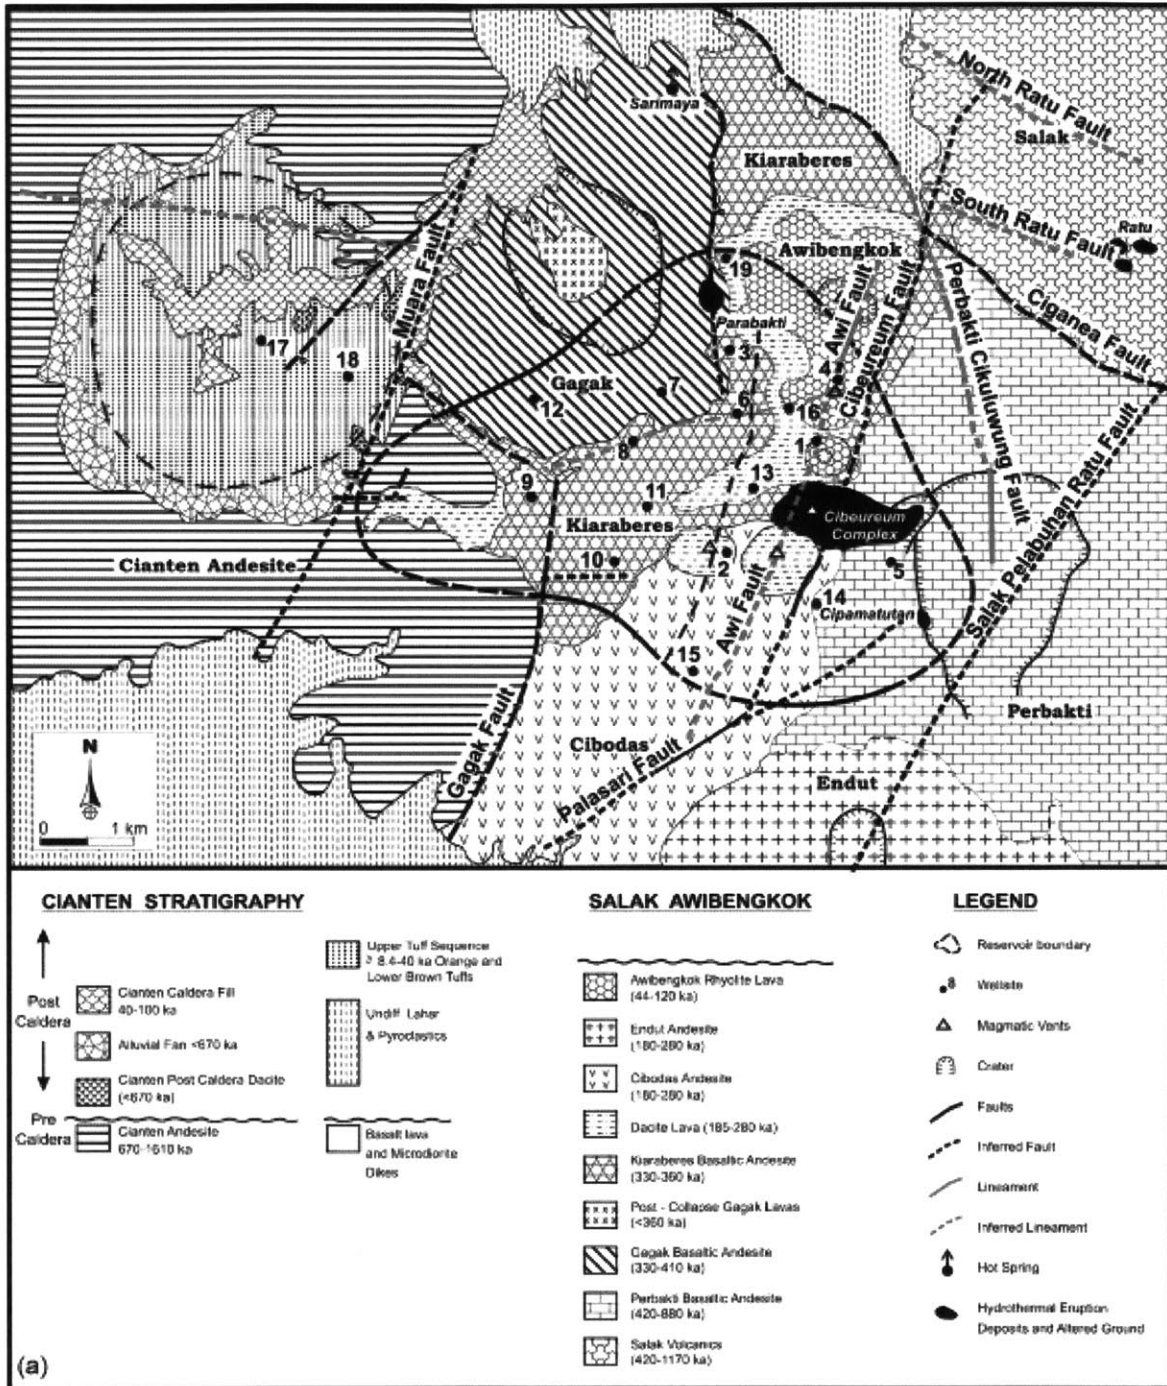 North Ratu Fault
Salak
Sarimaya
Kiaraberes
South Ratu Fault
Ratu
Awibengkok
19
Muara Fault
Awi Fault
Cibeureum Fault
Perbakti Cikuluwung Fault
Ciganea Fault
Parabakti
17
18
3
4
Gagak
7
12
6
16
8
1
9
11
13
Kiaraberes
Cibeureum
Complex
Salak Pelabuhan Ratu Fault
Cianten Andesite
10
2
5
14
Cipamatutan
Awi Fault
15
Perbakti
Gagak Fault
Cibodas
Palasari Fault
Endut
N
0 1 km
CIANTEN STRATIGRAPHY
Post
Caldera
Pre
Caldera
Cianten Caldera Fill
40-100 ka
Alluvial Fan <670 ka
Cianten Post Caldera Dacite
(<670 ka)
Cianten Andesite
670-1610 ka
Upper Tuff Sequence
≥ 8.4-40 ka Orange and
Lower Brown Tuffs
Undiff Lahar
& Pyroclastics
Basalt lava
and Microdiorite
Dikes
SALAK AWIBENGKOK
Awibengkok Rhyolite Lava
(44-120 ka)
Endut Andesite
(180-280 ka)
Cibodas Andesite
(180-280 ka)
Dacite Lava (185-280 ka)
Kiaraberes Basaltic Andesite
(330-360 ka)
Post - Collapse Gagak Lavas
(<360 ka)
Gagak Basaltic Andesite
(330-410 ka)
Perbakti Basaltic Andesite
(420-880 ka)
Salak Volcanics
(420-1170 ka)
LEGEND
Reservoir boundary
8 Wellsite
Magmatic Vents
Crater
Faults
Inferred Fault
Lineament
Inferred Lineament
Hot Spring
Hydrothermal Eruption
Deposits and Altered Ground
(a)